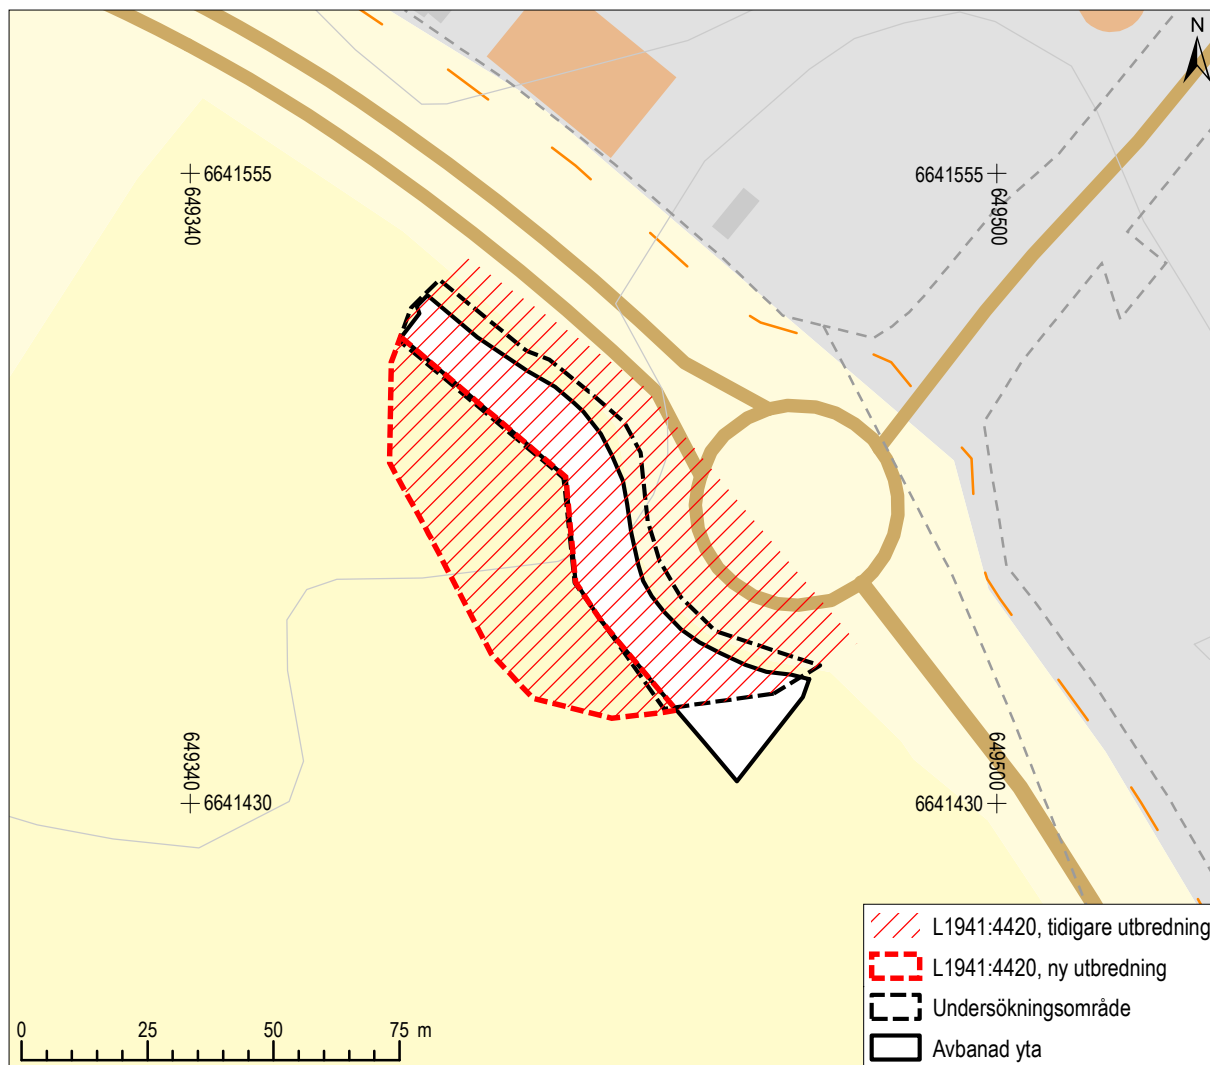 N
6641555
649340
6641555
649500
649340
6641430
649500
6641430
L1941:4420, tidigare utbredning
L1941:4420, ny utbredning
Undersökningsområde
Avbanad yta
0 25 50 75 m